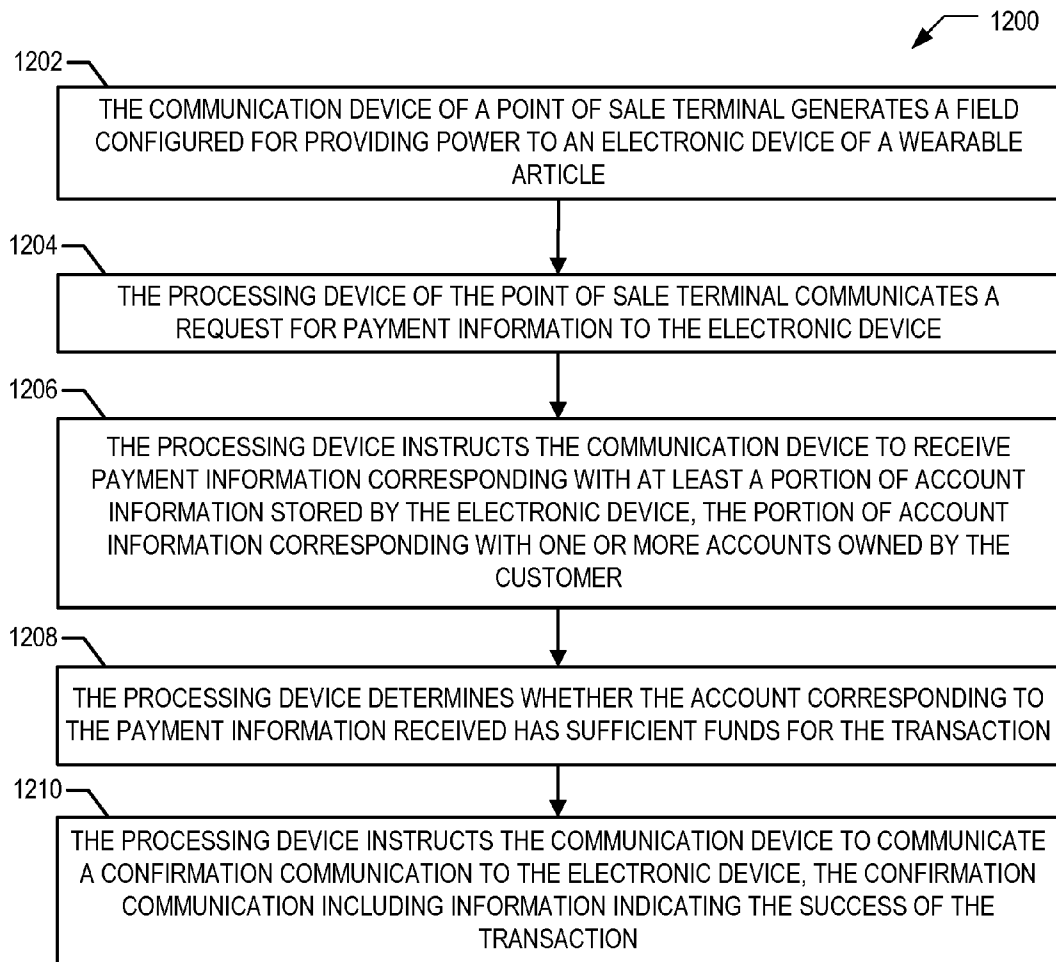 1200
1202
THE COMMUNICATION DEVICE OF A POINT OF SALE TERMINAL GENERATES A FIELD
CONFIGURED FOR PROVIDING POWER TO AN ELECTRONIC DEVICE OF A WEARABLE
ARTICLE
1204
THE PROCESSING DEVICE OF THE POINT OF SALE TERMINAL COMMUNICATES A
REQUEST FOR PAYMENT INFORMATION TO THE ELECTRONIC DEVICE
1206
THE PROCESSING DEVICE INSTRUCTS THE COMMUNICATION DEVICE TO RECEIVE
PAYMENT INFORMATION CORRESPONDING WITH AT LEAST A PORTION OF ACCOUNT
INFORMATION STORED BY THE ELECTRONIC DEVICE, THE PORTION OF ACCOUNT
INFORMATION CORRESPONDING WITH ONE OR MORE ACCOUNTS OWNED BY THE
CUSTOMER
1208
THE PROCESSING DEVICE DETERMINES WHETHER THE ACCOUNT CORRESPONDING TO
THE PAYMENT INFORMATION RECEIVED HAS SUFFICIENT FUNDS FOR THE TRANSACTION
1210
THE PROCESSING DEVICE INSTRUCTS THE COMMUNICATION DEVICE TO COMMUNICATE
A CONFIRMATION COMMUNICATION TO THE ELECTRONIC DEVICE, THE CONFIRMATION
COMMUNICATION INCLUDING INFORMATION INDICATING THE SUCCESS OF THE
TRANSACTION